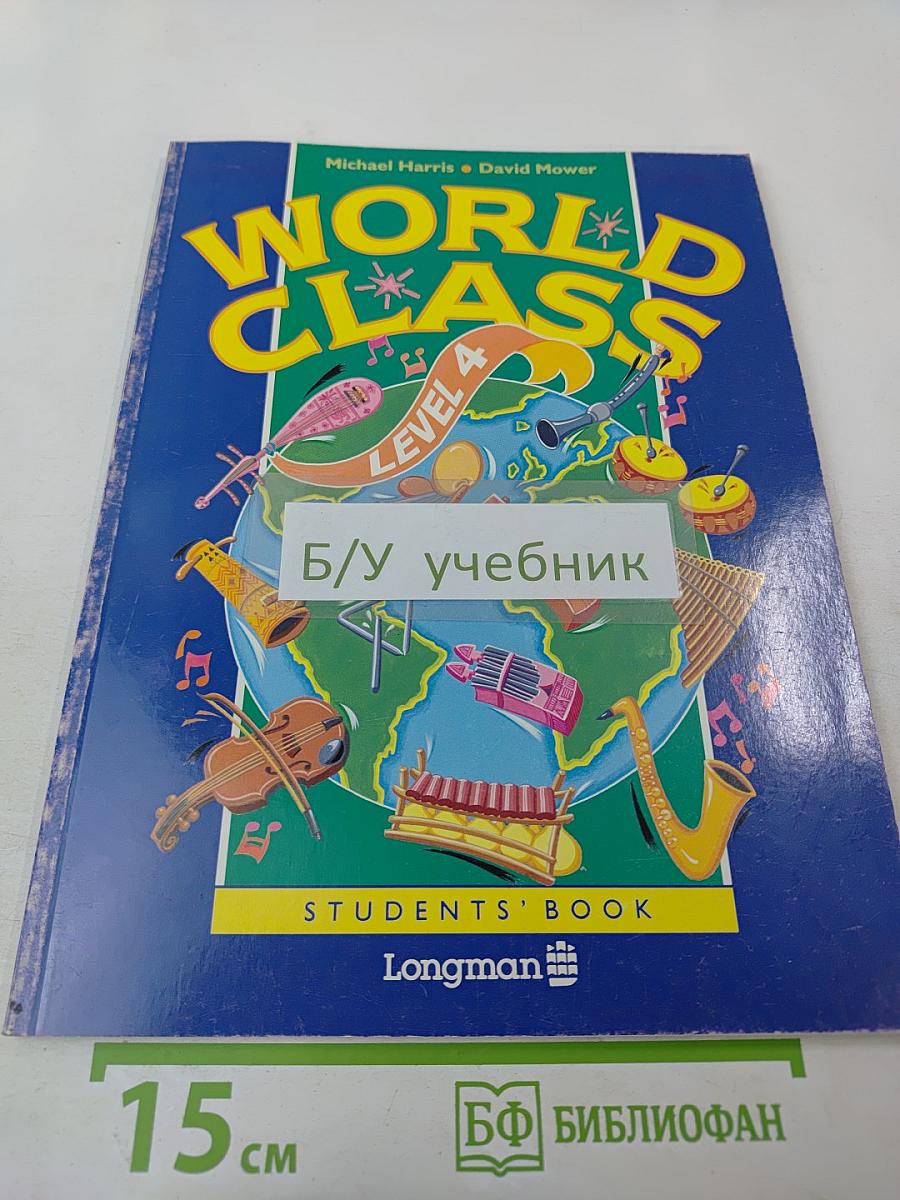 Michael Harris • David Mower
WORLD
CLASS
LEVEL 4
Б/У учебник
STUDENTS' BOOK
Longman
15 см
БФ БИБЛИОФАН